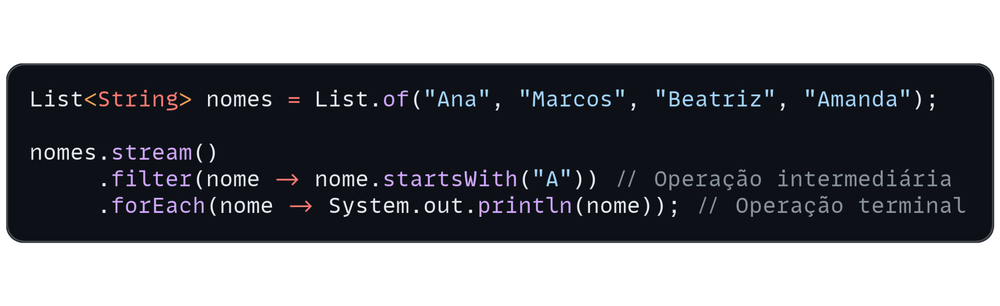 List<String> nomes = List.of("Ana", "Marcos", "Beatriz", "Amanda");
nomes.stream()
.filter(nome -> nome.startsWith("A")) // Operação intermediária
.forEach(nome -> System.out.println(nome)); // Operação terminal